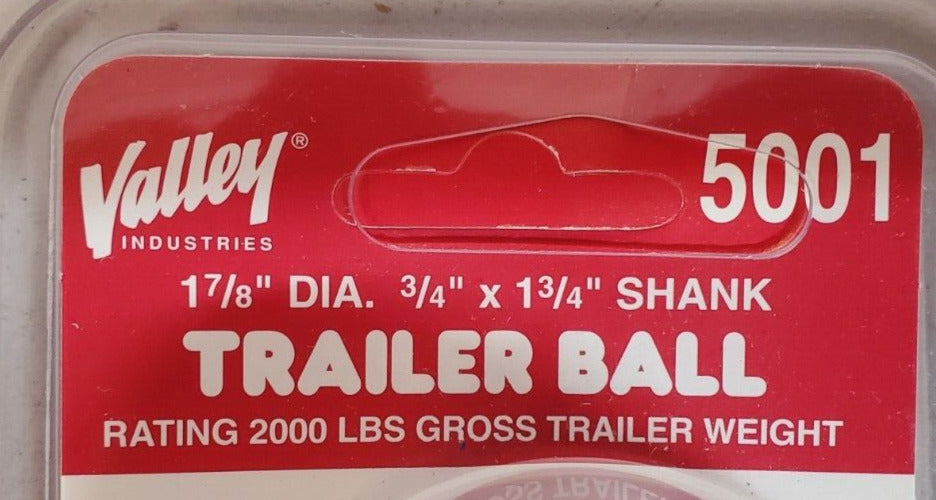 Valley®
INDUSTRIES
5001
1 7/8" DIA. 3/4" x 1 3/4" SHANK
TRAILER BALL
RATING 2000 LBS GROSS TRAILER WEIGHT